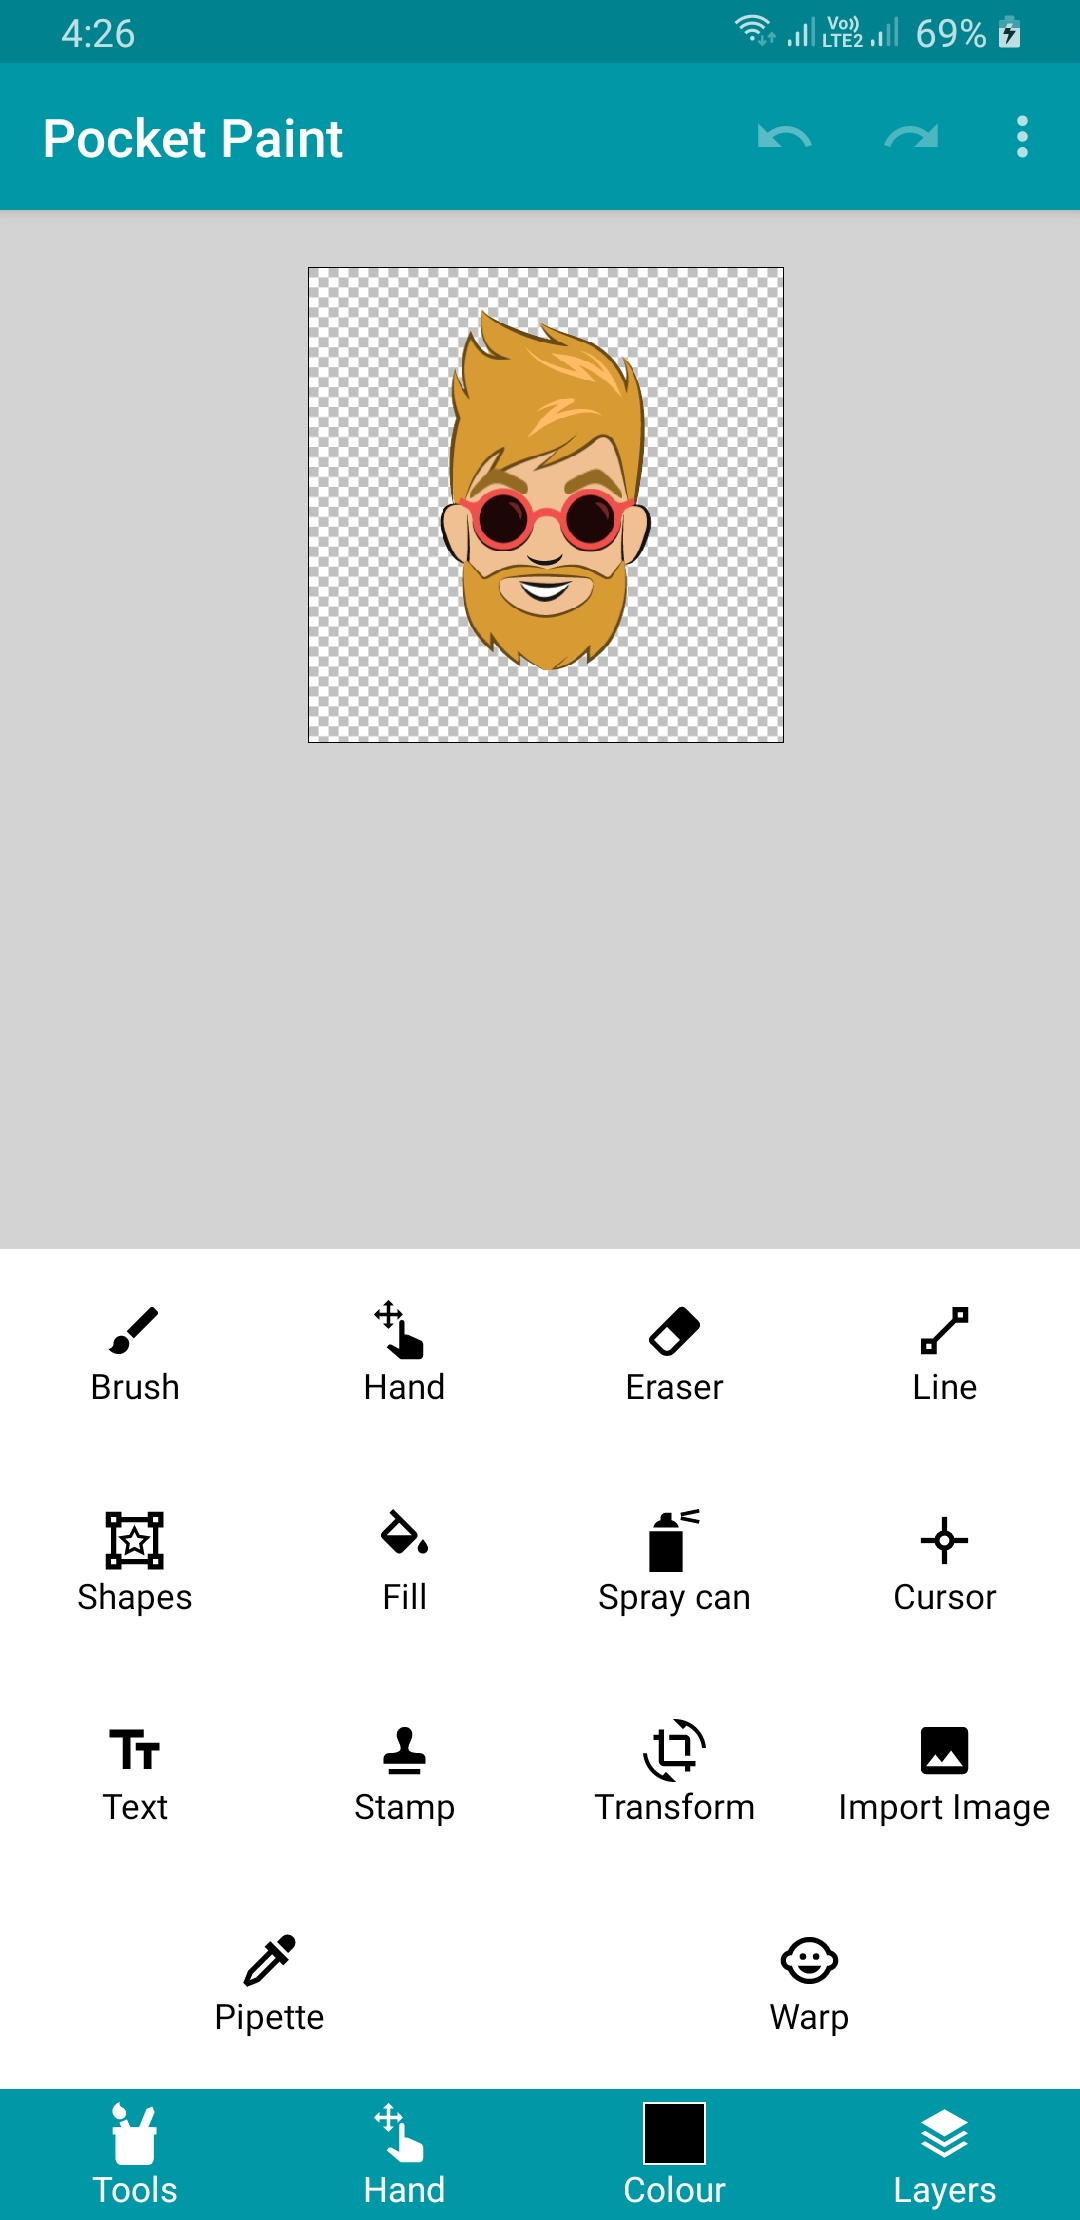 4:26
Vo)) LTE2
69%
Pocket Paint
Brush
Hand
Eraser
Line
Shapes
Fill
Spray can
Cursor
Text
Stamp
Transform
Import Image
Pipette
Warp
Tools
Hand
Colour
Layers